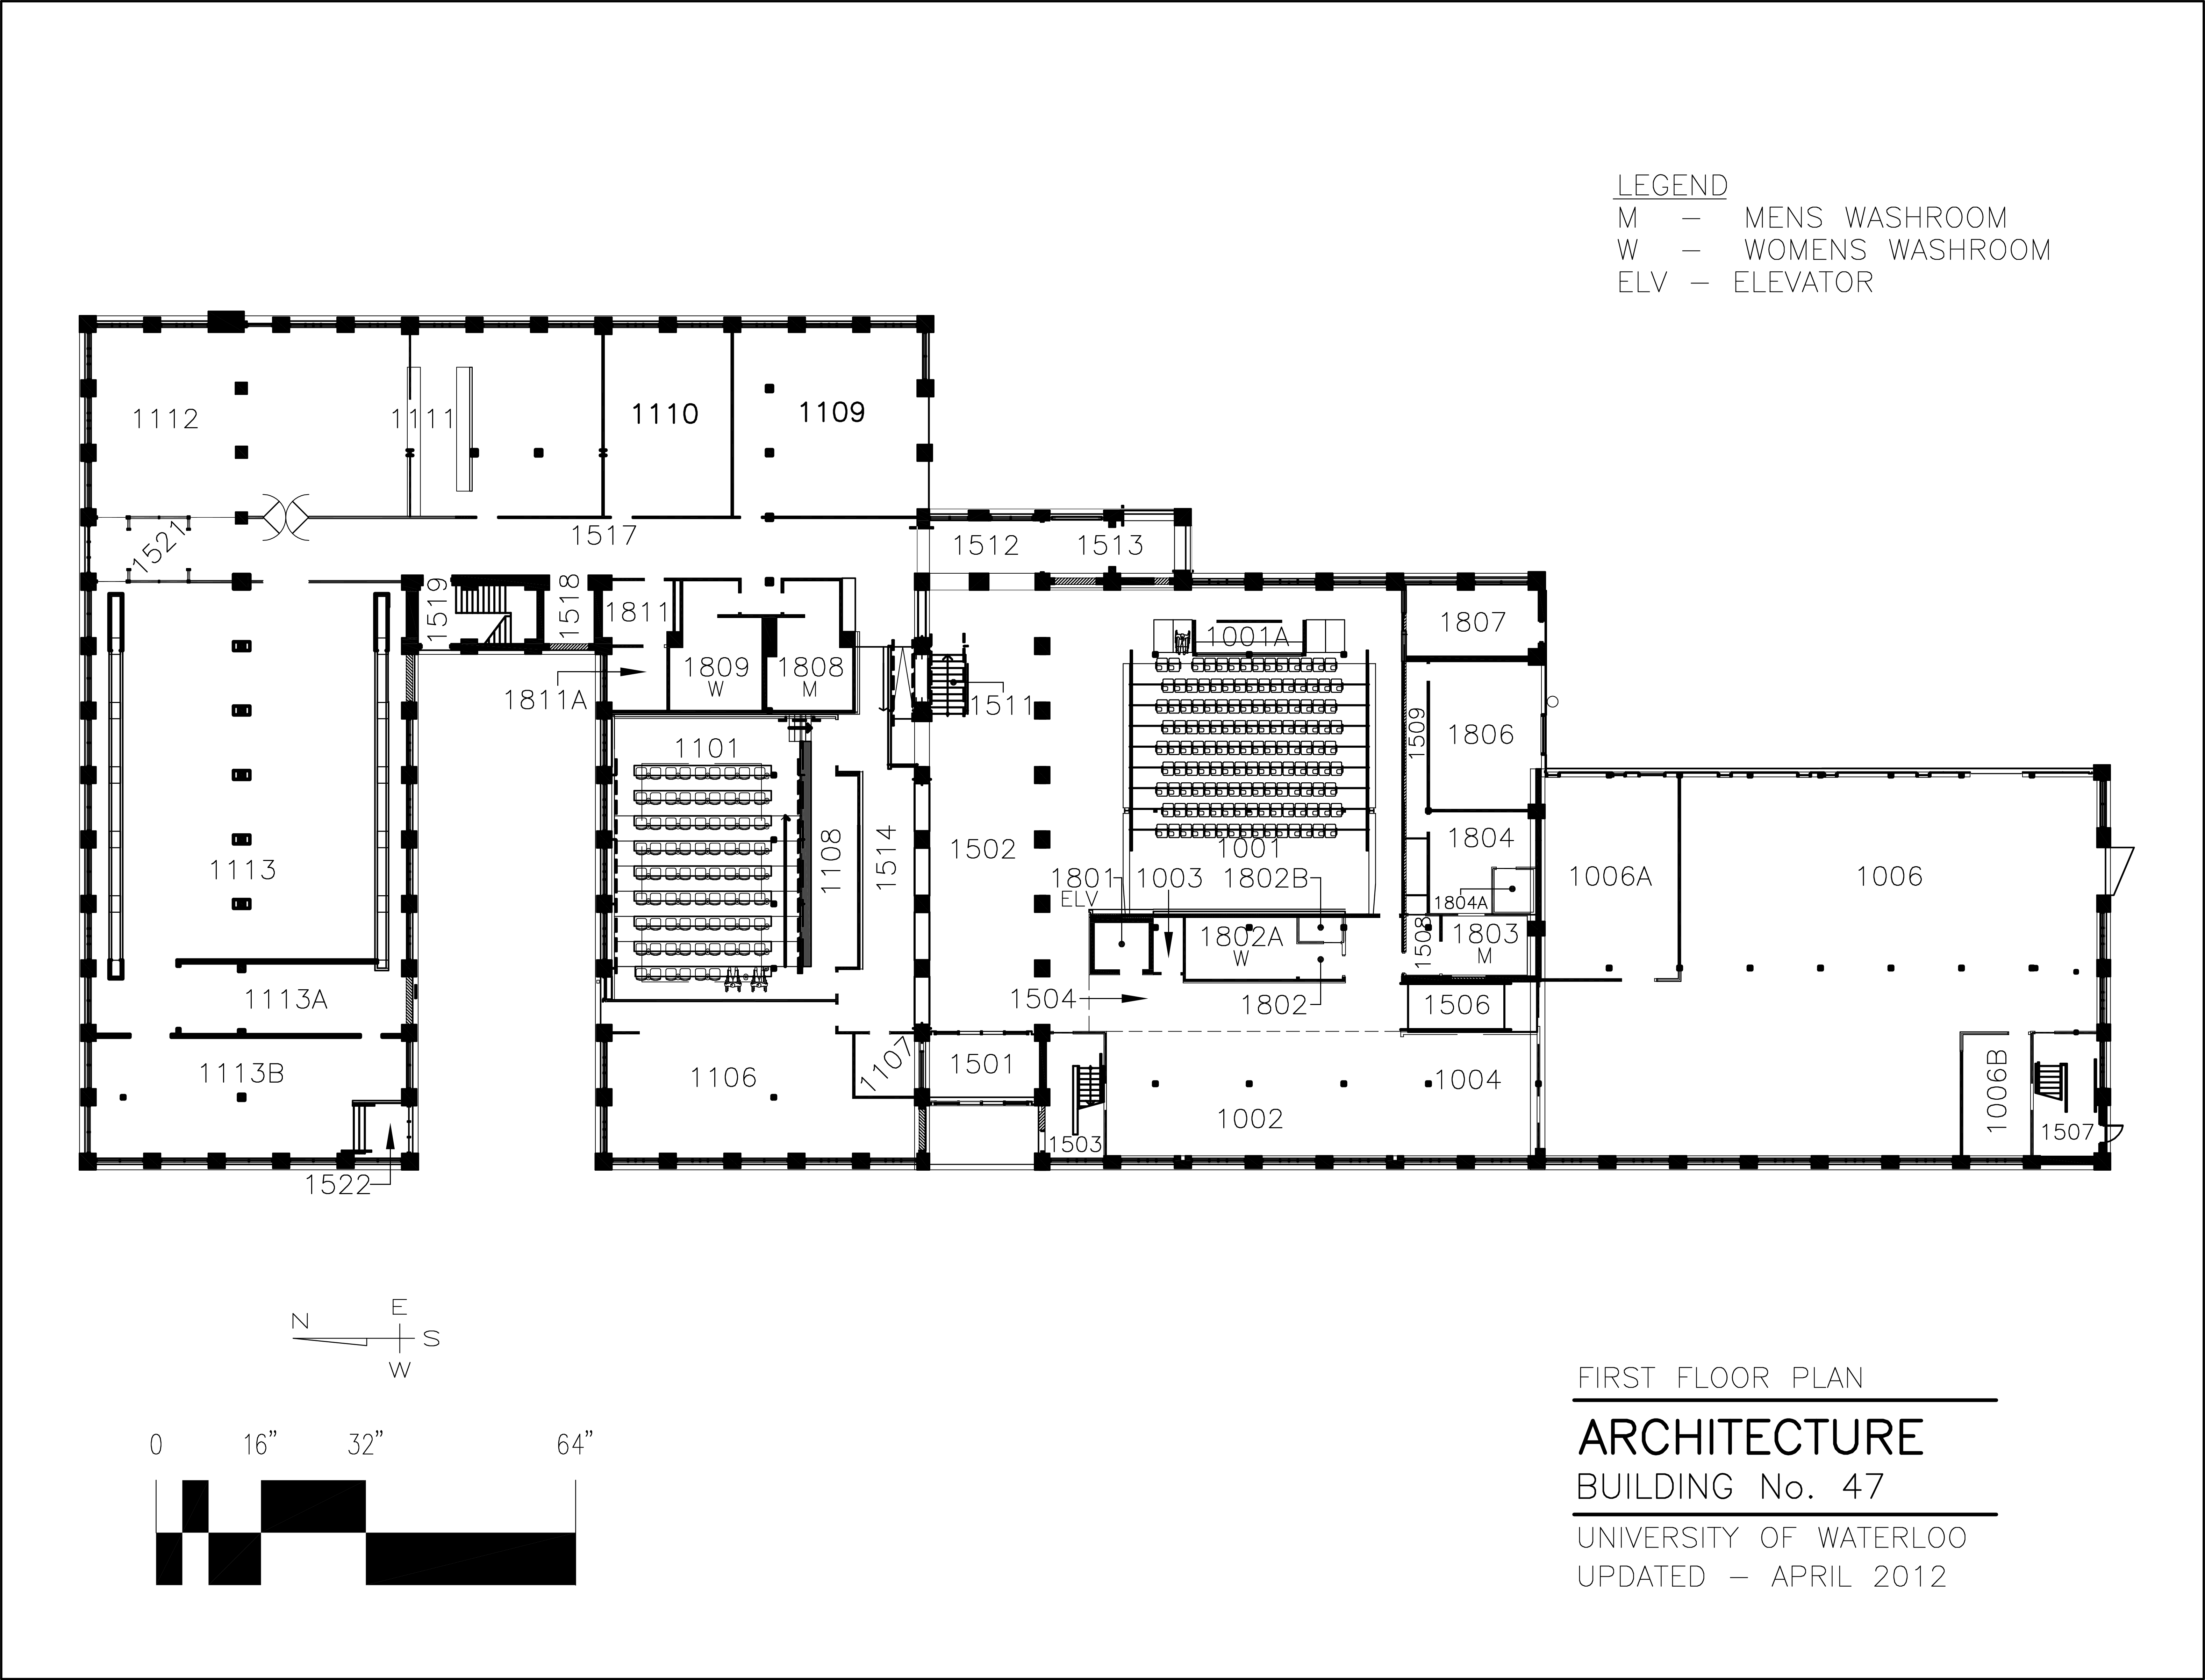 LEGEND
M – MENS WASHROOM
W – WOMENS WASHROOM
ELV – ELEVATOR
1112
1111
1110
1109
1521
1517
1512
1513
1519
1518
1811
1809
W
1808
M
1811A
1511
1001A
1807
1509
1806
1101
1113
1108
1514
1502
1001
1801
ELV
1003
1802B
1804
1804A
1006A
1006
1802A
W
1508
1803
M
1113A
1504
1802
1506
1113B
1106
1107
1501
1004
1002
1503
1006B
1507
1522
N
E
S
W
0 16” 32” 64”
FIRST FLOOR PLAN
ARCHITECTURE
BUILDING No. 47
UNIVERSITY OF WATERLOO
UPDATED – APRIL 2012